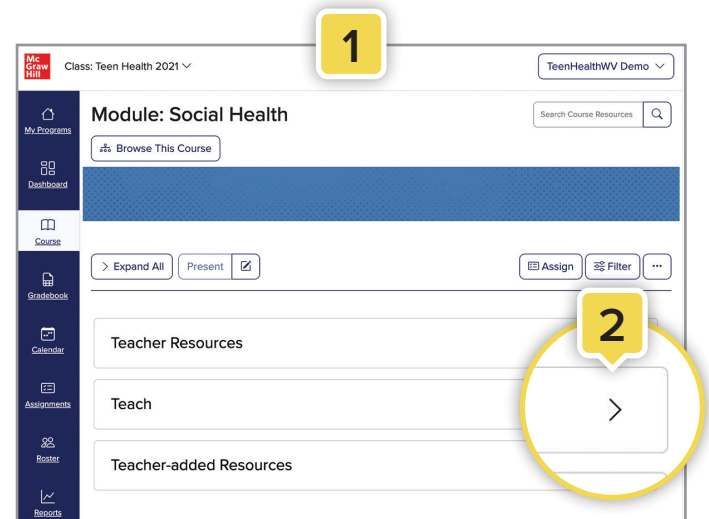 1
Mc
Graw
Hill
Class: Teen Health 2021
TeenHealthWV Demo
My Programs
Module: Social Health
Search Course Resources
Browse This Course
Dashboard
Course
Expand All
Present
Assign
Filter
...
Gradebook
2
Calendar
Teacher Resources
Assignments
Teach
Roster
Teacher-added Resources
Reports